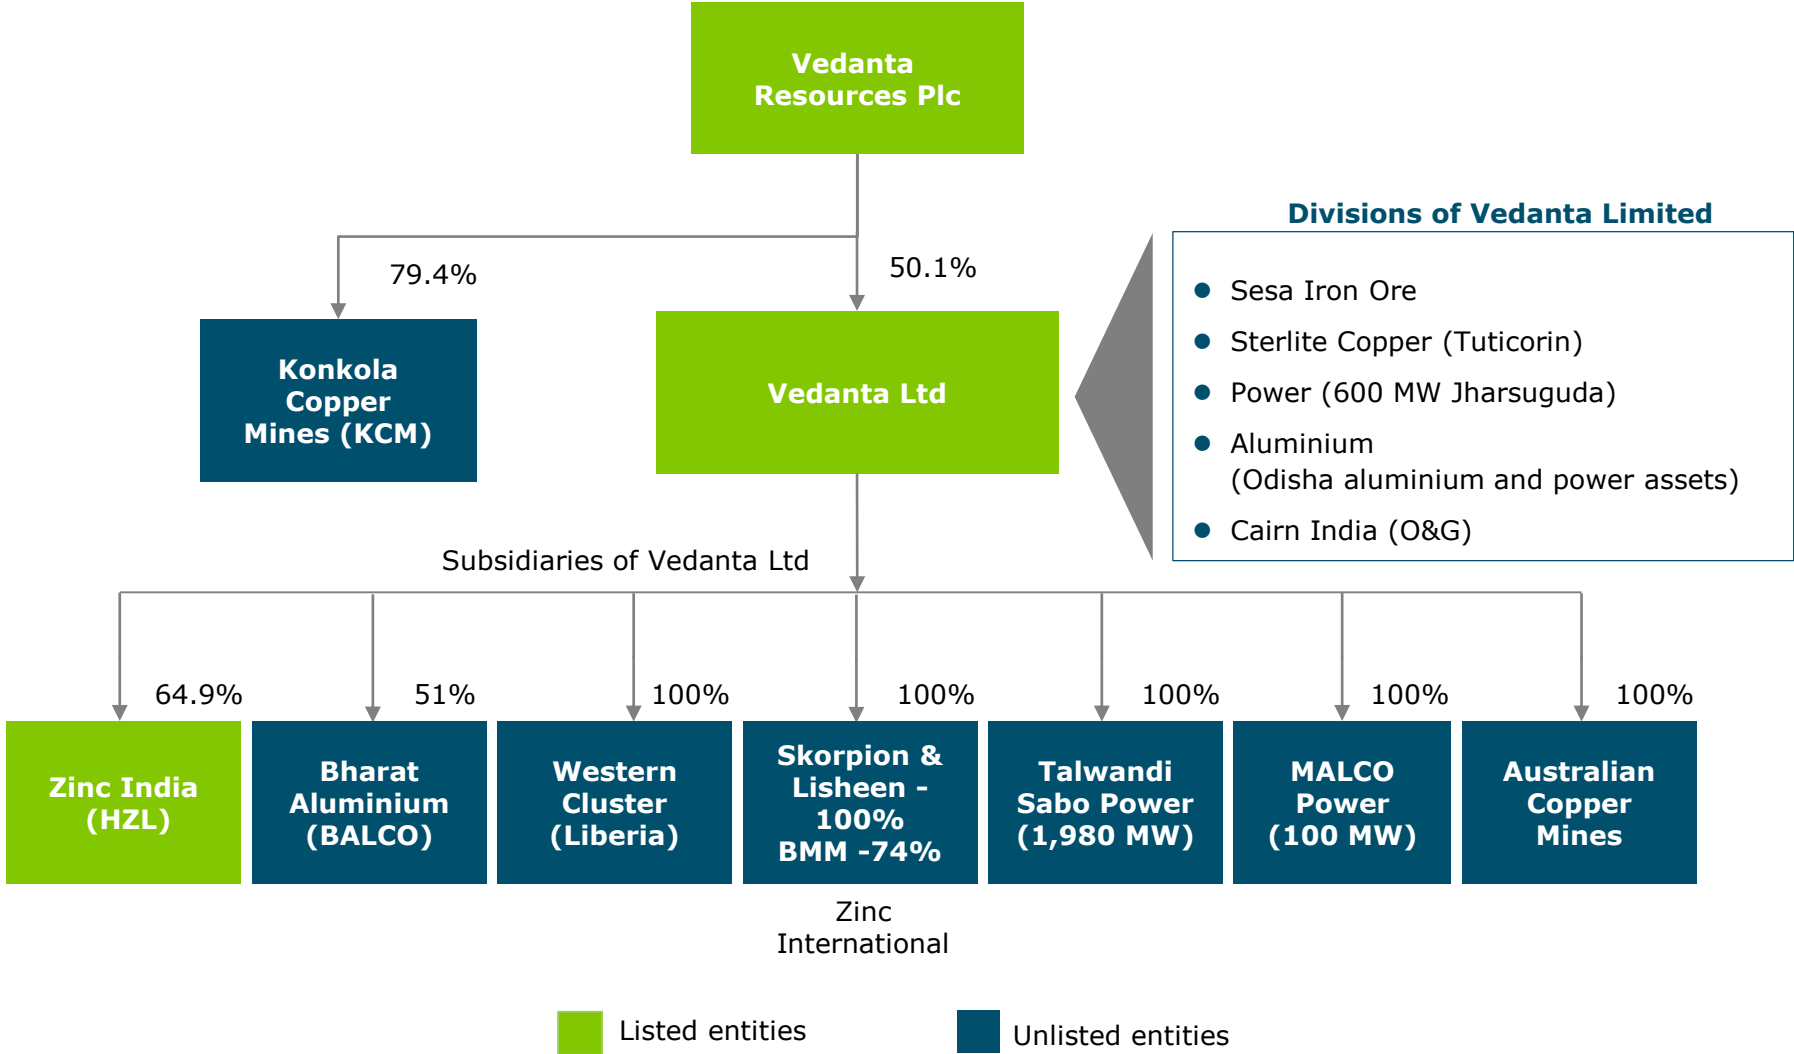 Vedanta
Resources Plc
Divisions of Vedanta Limited
79.4%
50.1%
Sesa Iron Ore
Sterlite Copper (Tuticorin)
Power (600 MW Jharsuguda)
Aluminium
(Odisha aluminium and power assets)
Cairn India (O&G)
Konkola
Copper
Mines (KCM)
Vedanta Ltd
Subsidiaries of Vedanta Ltd
64.9%
51%
100%
100%
100%
100%
100%
Zinc India
(HZL)
Bharat
Aluminium
(BALCO)
Western
Cluster
(Liberia)
Skorpion &
Lisheen -
100%
BMM -74%
Talwandi
Sabo Power
(1,980 MW)
MALCO
Power
(100 MW)
Australian
Copper
Mines
Zinc
International
Listed entities
Unlisted entities